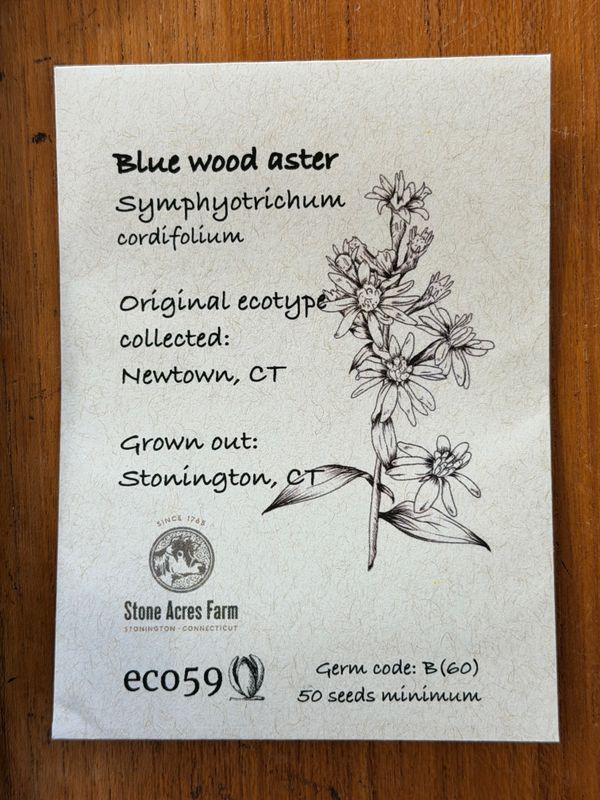 Blue wood aster
Symphyotrichum
cordifolium
Original ecotype
collected:
Newtown, CT
Grown out:
Stonington, CT
SINCE 1765
Stone Acres Farm
STONINGTON · CONNECTICUT
eco59
Germ code: B(60)
50 seeds minimum